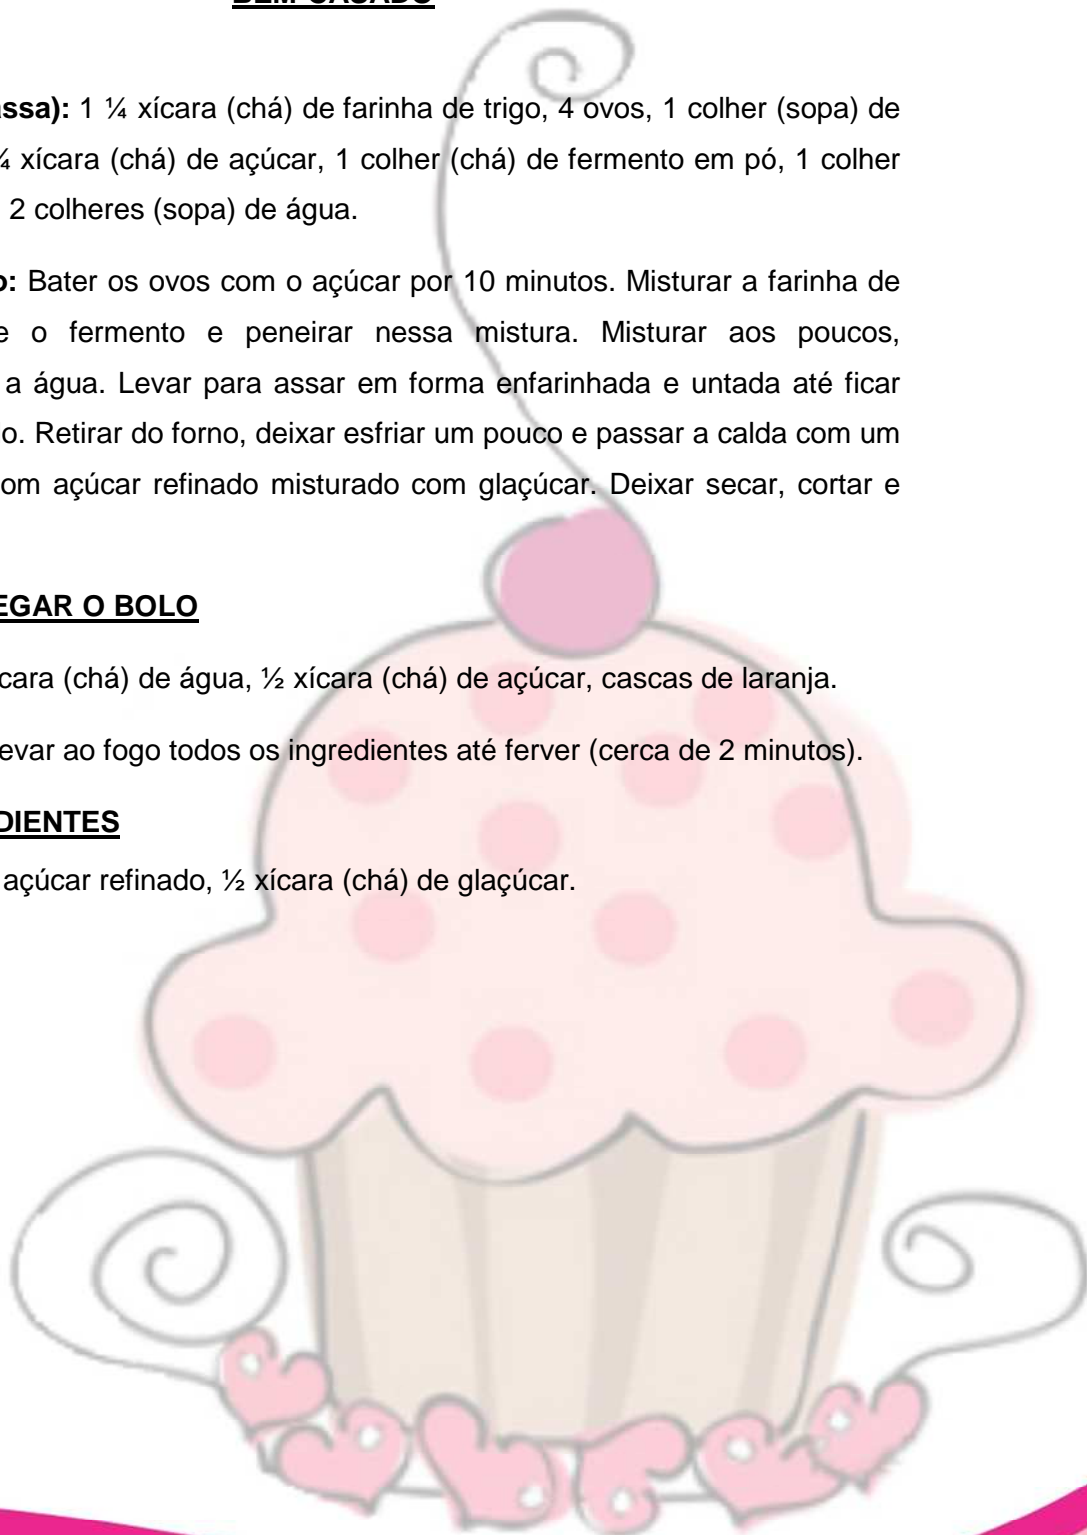 BEM CASADO
assa): 1 ¼ xícara (chá) de farinha de trigo, 4 ovos, 1 colher (sopa) de
¼ xícara (chá) de açúcar, 1 colher (chá) de fermento em pó, 1 colher
2 colheres (sopa) de água.
o: Bater os ovos com o açúcar por 10 minutos. Misturar a farinha de
e o fermento e peneirar nessa mistura. Misturar aos poucos,
a água. Levar para assar em forma enfarinhada e untada até ficar
o. Retirar do forno, deixar esfriar um pouco e passar a calda com um
om açúcar refinado misturado com glaçúcar. Deixar secar, cortar e
EGAR O BOLO
cara (chá) de água, ½ xícara (chá) de açúcar, cascas de laranja.
evar ao fogo todos os ingredientes até ferver (cerca de 2 minutos).
DIENTES
açúcar refinado, ½ xícara (chá) de glaçúcar.